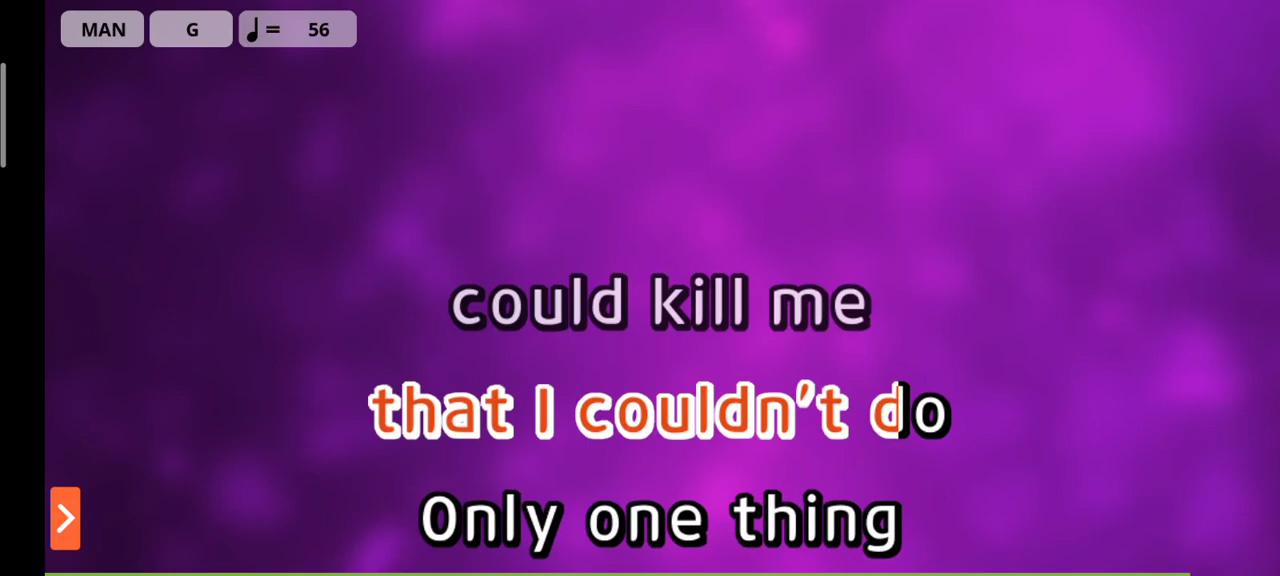 MAN G ♩ = 56
could kill me
that I couldn’t do
Only one thing